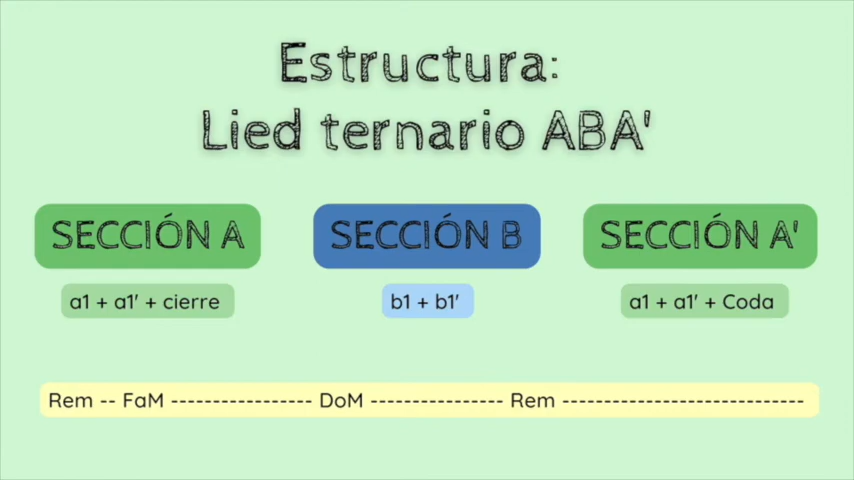 Estructura:
Lied ternario ABA'
SECCIÓN A
SECCIÓN B
SECCIÓN A'
a1 + a1' + cierre
b1 + b1'
a1 + a1' + Coda
Rem -- FaM ----------------- DoM ---------------- Rem -----------------------------